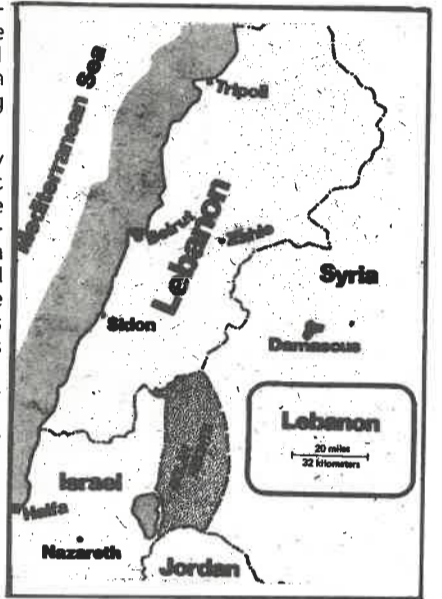 Mediterranean Sea
Tripoli
Beirut
Zahle
Lebanon
Syria
Sidon
Damascus
Lebanon
20 miles
32 kilometers
Israel
Haifa
Nazareth
Jordan